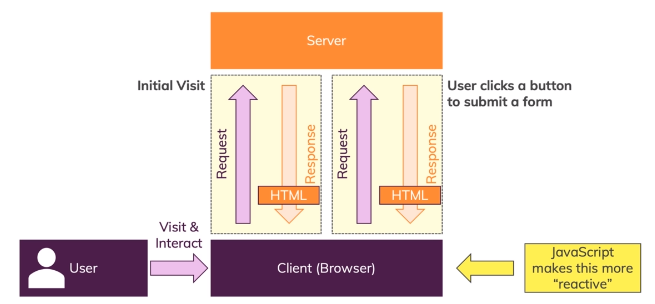 Server
Initial Visit
User clicks a button
to submit a form
Request
Response
HTML
Request
Response
HTML
Visit &
Interact
User
Client (Browser)
JavaScript
makes this more
“reactive”